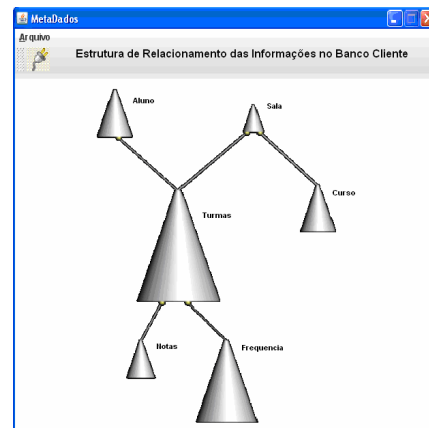 MetaDados
Arquivo
Estrutura de Relacionamento das Informações no Banco Cliente
Aluno
Sala
Curso
Turmas
Notas
Frequencia